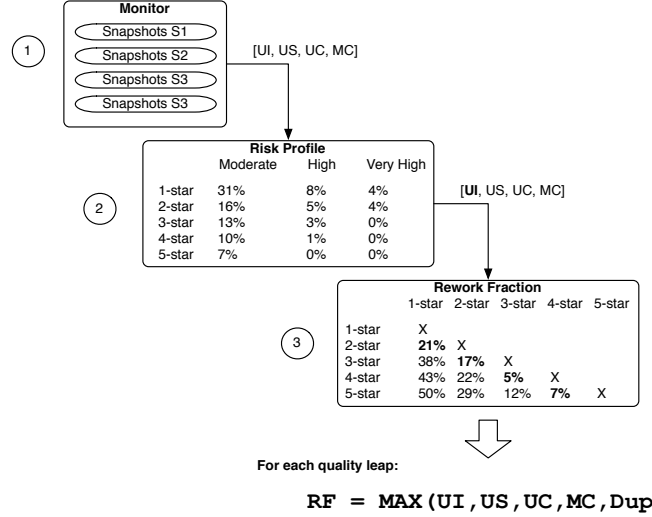 Monitor
1
Snapshots S1
Snapshots S2
Snapshots S3
Snapshots S3
[UI, US, UC, MC]
Risk Profile
Moderate High Very High
2
1-star 31% 8% 4%
2-star 16% 5% 4%
3-star 13% 3% 0%
4-star 10% 1% 0%
5-star 7% 0% 0%
[UI, US, UC, MC]
Rework Fraction
1-star 2-star 3-star 4-star 5-star
3
1-star X
2-star 21% X
3-star 38% 17% X
4-star 43% 22% 5% X
5-star 50% 29% 12% 7% X
For each quality leap:
RF = MAX(UI,US,UC,MC,Dup